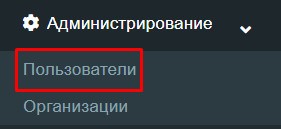 Администрирование
Пользователи
Организации